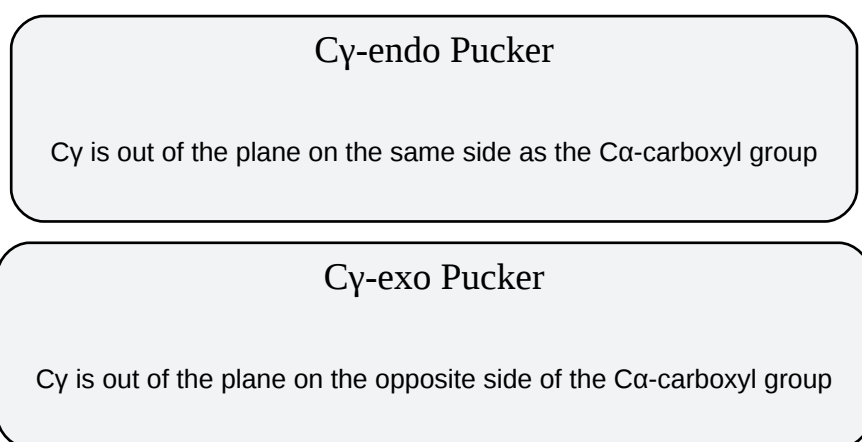 Cγ-endo Pucker
Cγ is out of the plane on the same side as the Cα-carboxyl group
Cγ-exo Pucker
Cγ is out of the plane on the opposite side of the Cα-carboxyl group